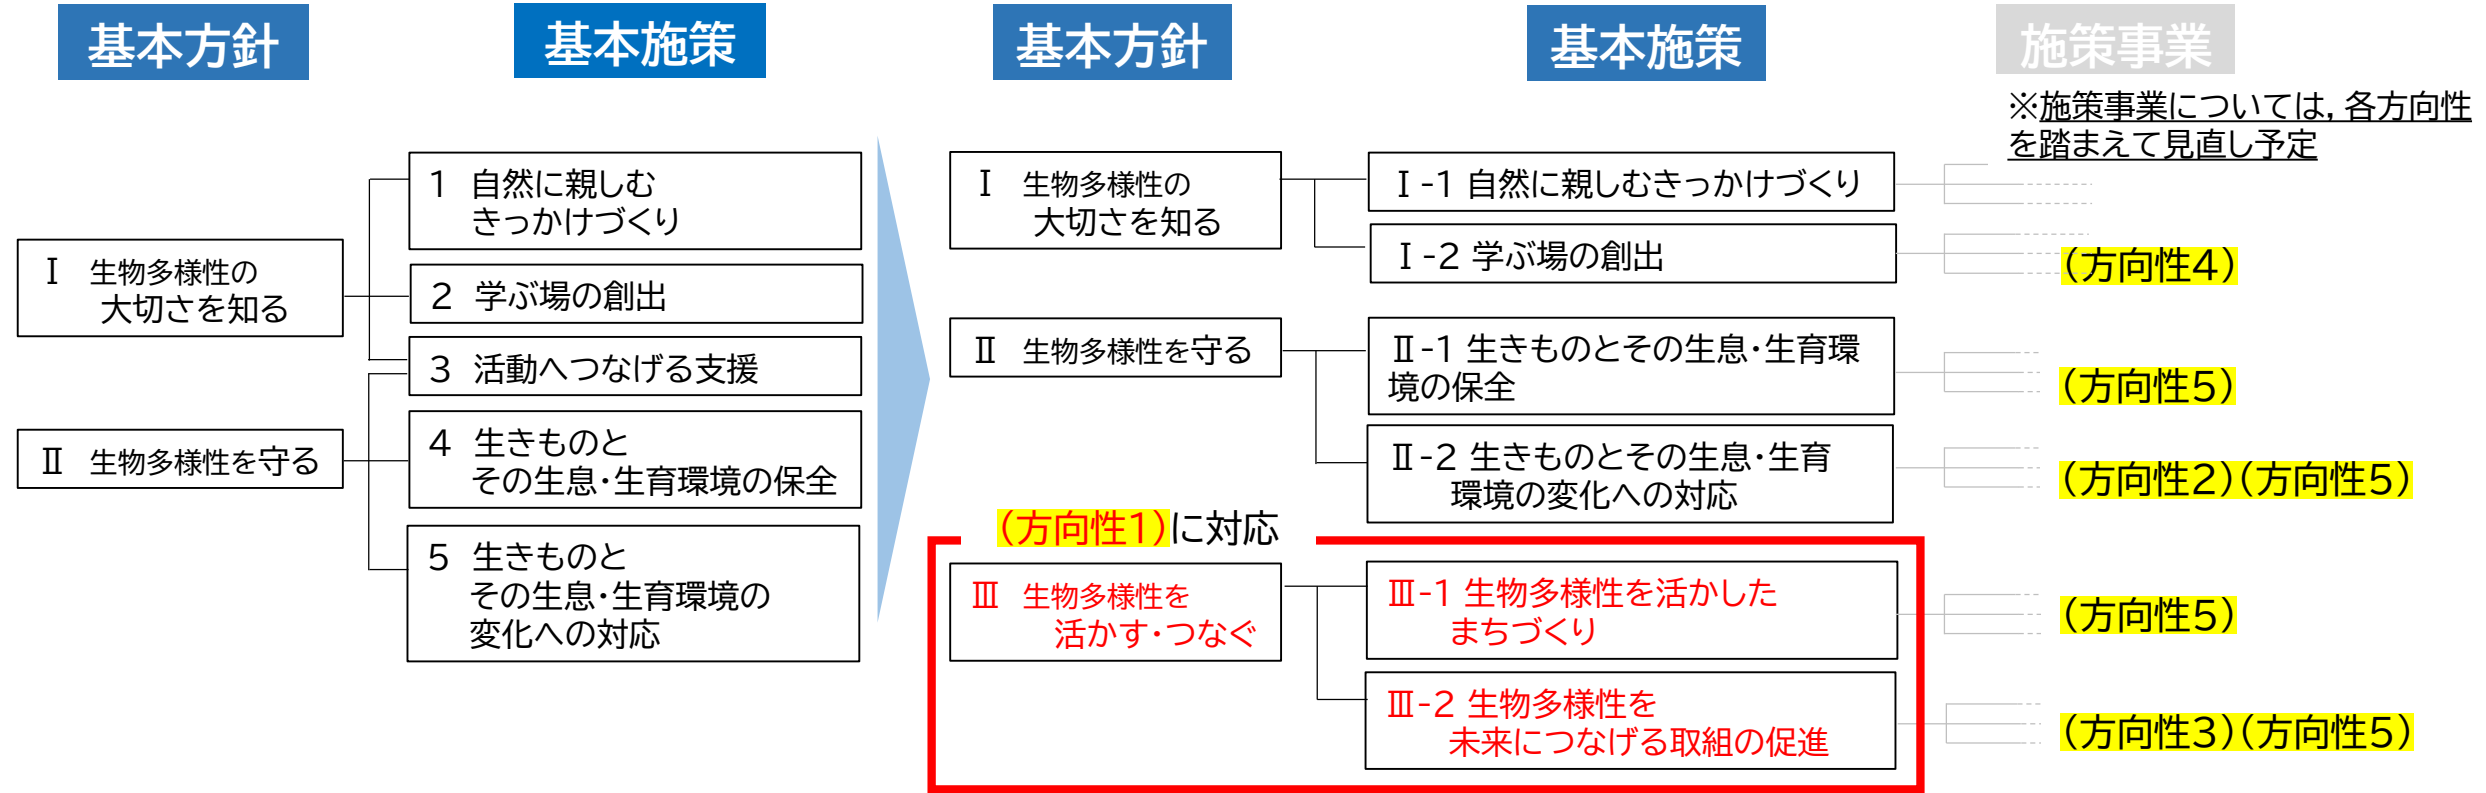 基本方針
基本施策
Ⅰ 生物多様性の
大切さを知る
Ⅱ 生物多様性を守る
1 自然に親しむ
きっかけづくり
2 学ぶ場の創出
3 活動へつなげる支援
4 生きものと
その生息・生育環境の保全
5 生きものと
その生息・生育環境の
変化への対応
基本方針
基本施策
施策事業
※施策事業については，各方向性
を踏まえて見直し予定
Ⅰ 生物多様性の
大切さを知る
Ⅰ-1 自然に親しむきっかけづくり
Ⅰ-2 学ぶ場の創出
（方向性4）
Ⅱ 生物多様性を守る
Ⅱ-1 生きものとその生息・生育環
境の保全
（方向性5）
Ⅱ-2 生きものとその生息・生育
環境の変化への対応
（方向性2）（方向性5）
（方向性1）に対応
Ⅲ 生物多様性を
活かす・つなぐ
Ⅲ-1 生物多様性を活かした
まちづくり
（方向性5）
Ⅲ-2 生物多様性を
未来につなげる取組の促進
（方向性3）（方向性5）